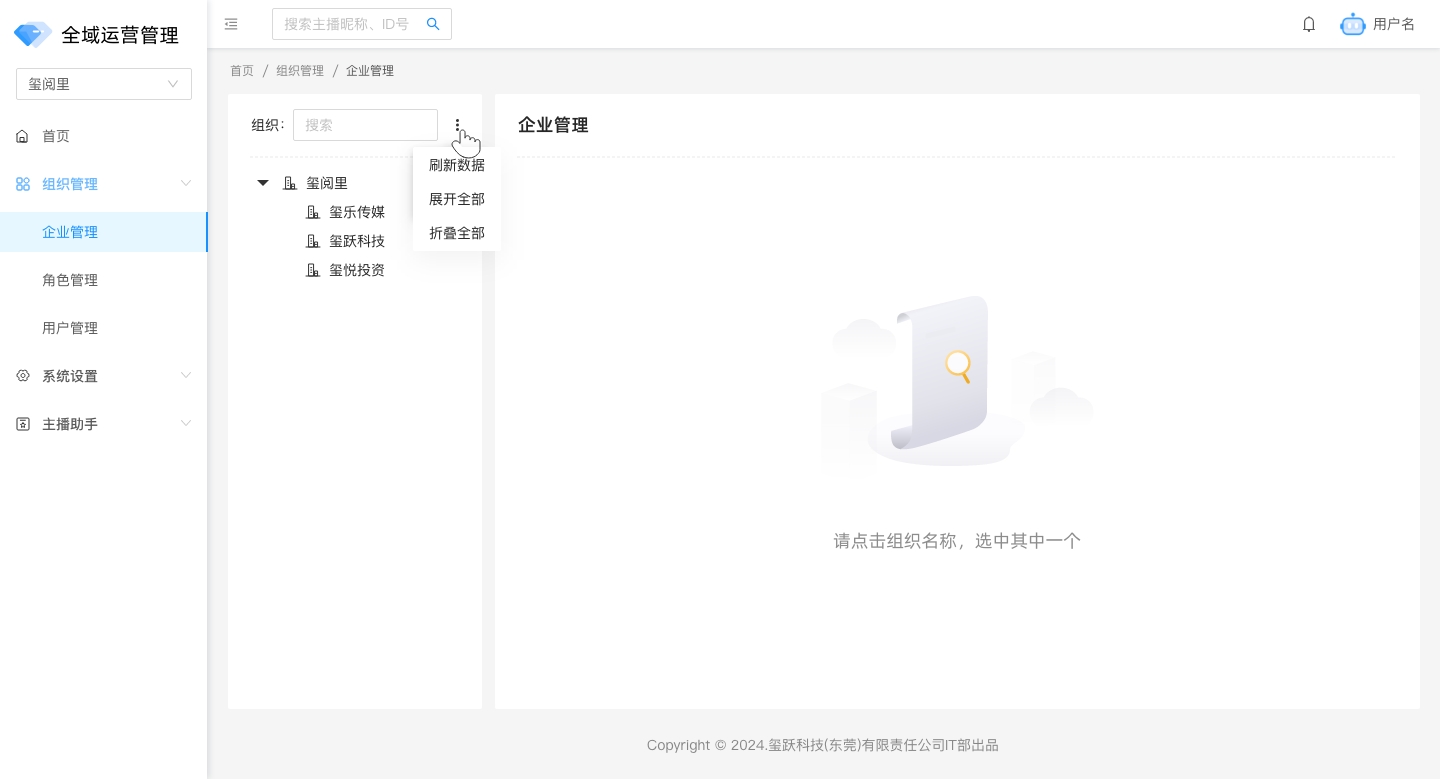 全域运营管理
玺阅里
首页
组织管理
企业管理
角色管理
用户管理
系统设置
主播助手
搜索主播昵称、ID号
用户名
首页 / 组织管理 / 企业管理
组织：
搜索
刷新数据
展开全部
折叠全部
玺阅里
玺乐传媒
玺跃科技
玺悦投资
企业管理
请点击组织名称，选中其中一个
Copyright © 2024.玺跃科技(东莞)有限责任公司IT部出品